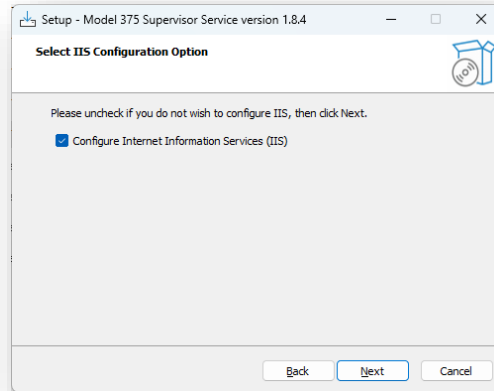 Setup - Model 375 Supervisor Service version 1.8.4
Select IIS Configuration Option
Please uncheck if you do not wish to configure IIS, then click Next.
Configure Internet Information Services (IIS)
Back Next Cancel